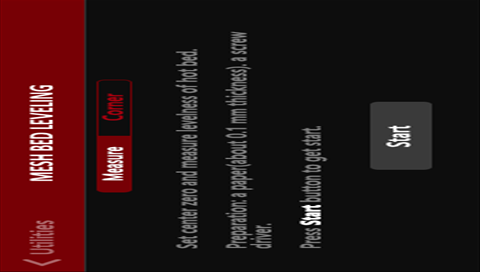 Utilities
MESH BED LEVELING
Measure
Corner
Set center zero and measure levelness of hot bed.
Preparation: a paper(about 0.1 mm thickness). a screw
driver.
Press Start button to get start.
Start